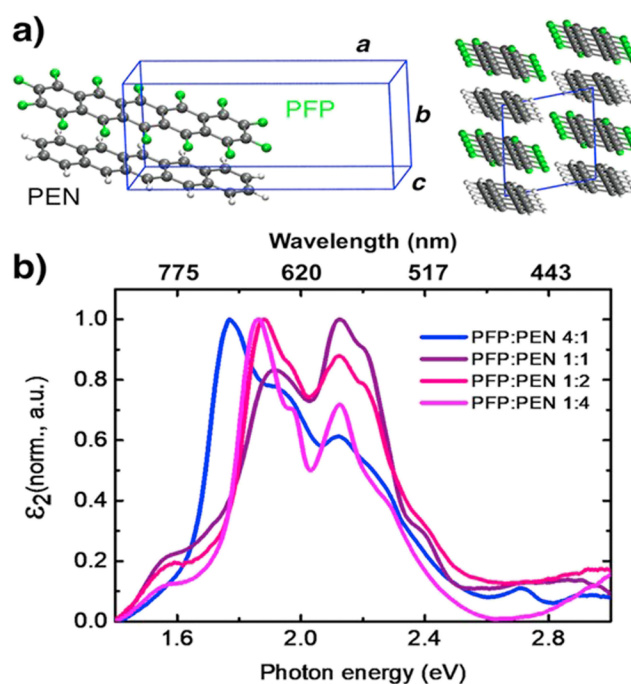 a)
a
PFP
b
PEN
c
Wavelength (nm)
b)
775 620 517 443
1.0
0.8
0.6
0.4
0.2
0.0
ε2(norm., a.u.)
PFP:PEN 4:1
PFP:PEN 1:1
PFP:PEN 1:2
PFP:PEN 1:4
1.6 2.0 2.4 2.8
Photon energy (eV)